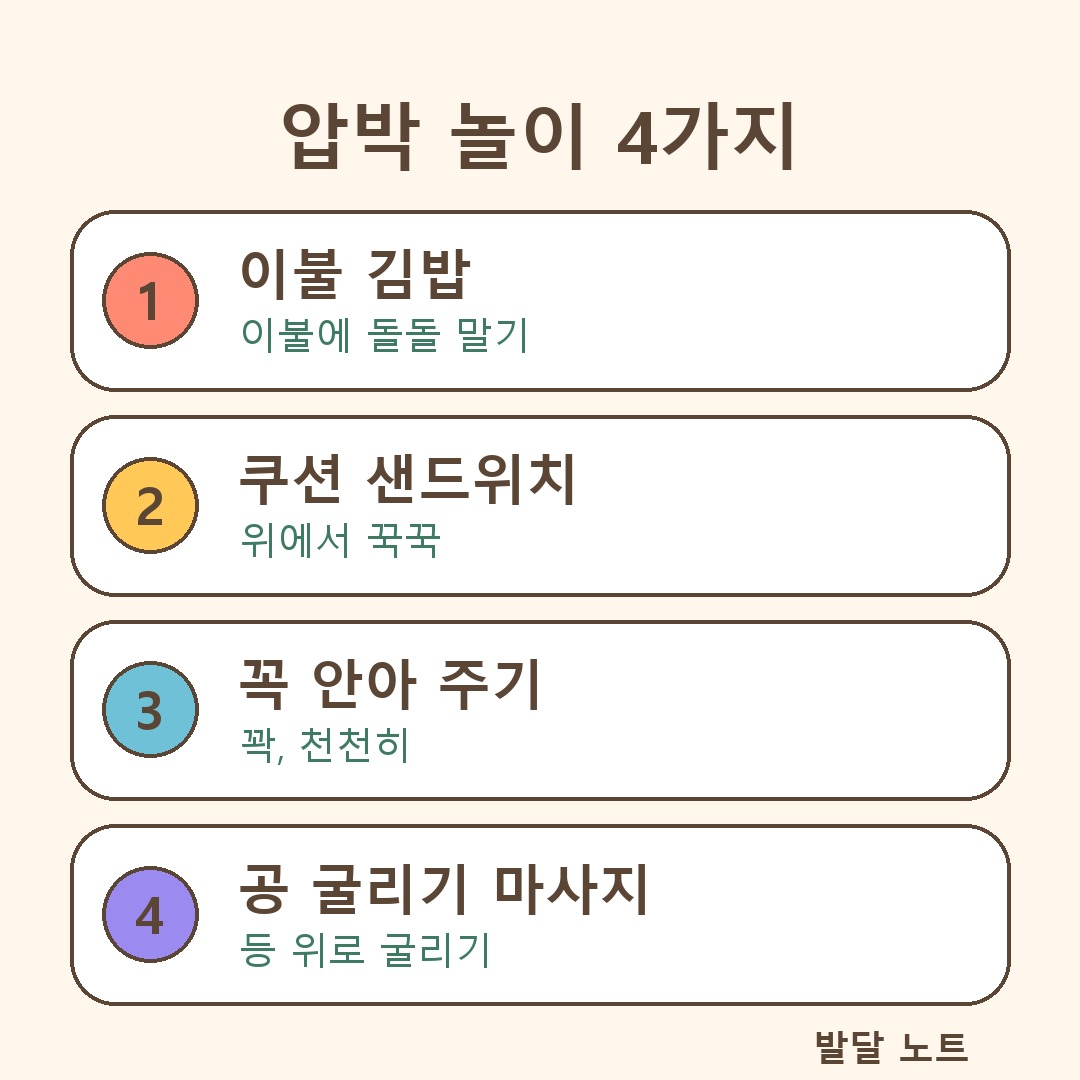 압박 놀이 4가지
1
이불 김밥
이불에 돌돌 말기
2
쿠션 샌드위치
위에서 꾹꾹
3
꼭 안아 주기
꽉, 천천히
4
공 굴리기 마사지
등 위로 굴리기
발달 노트